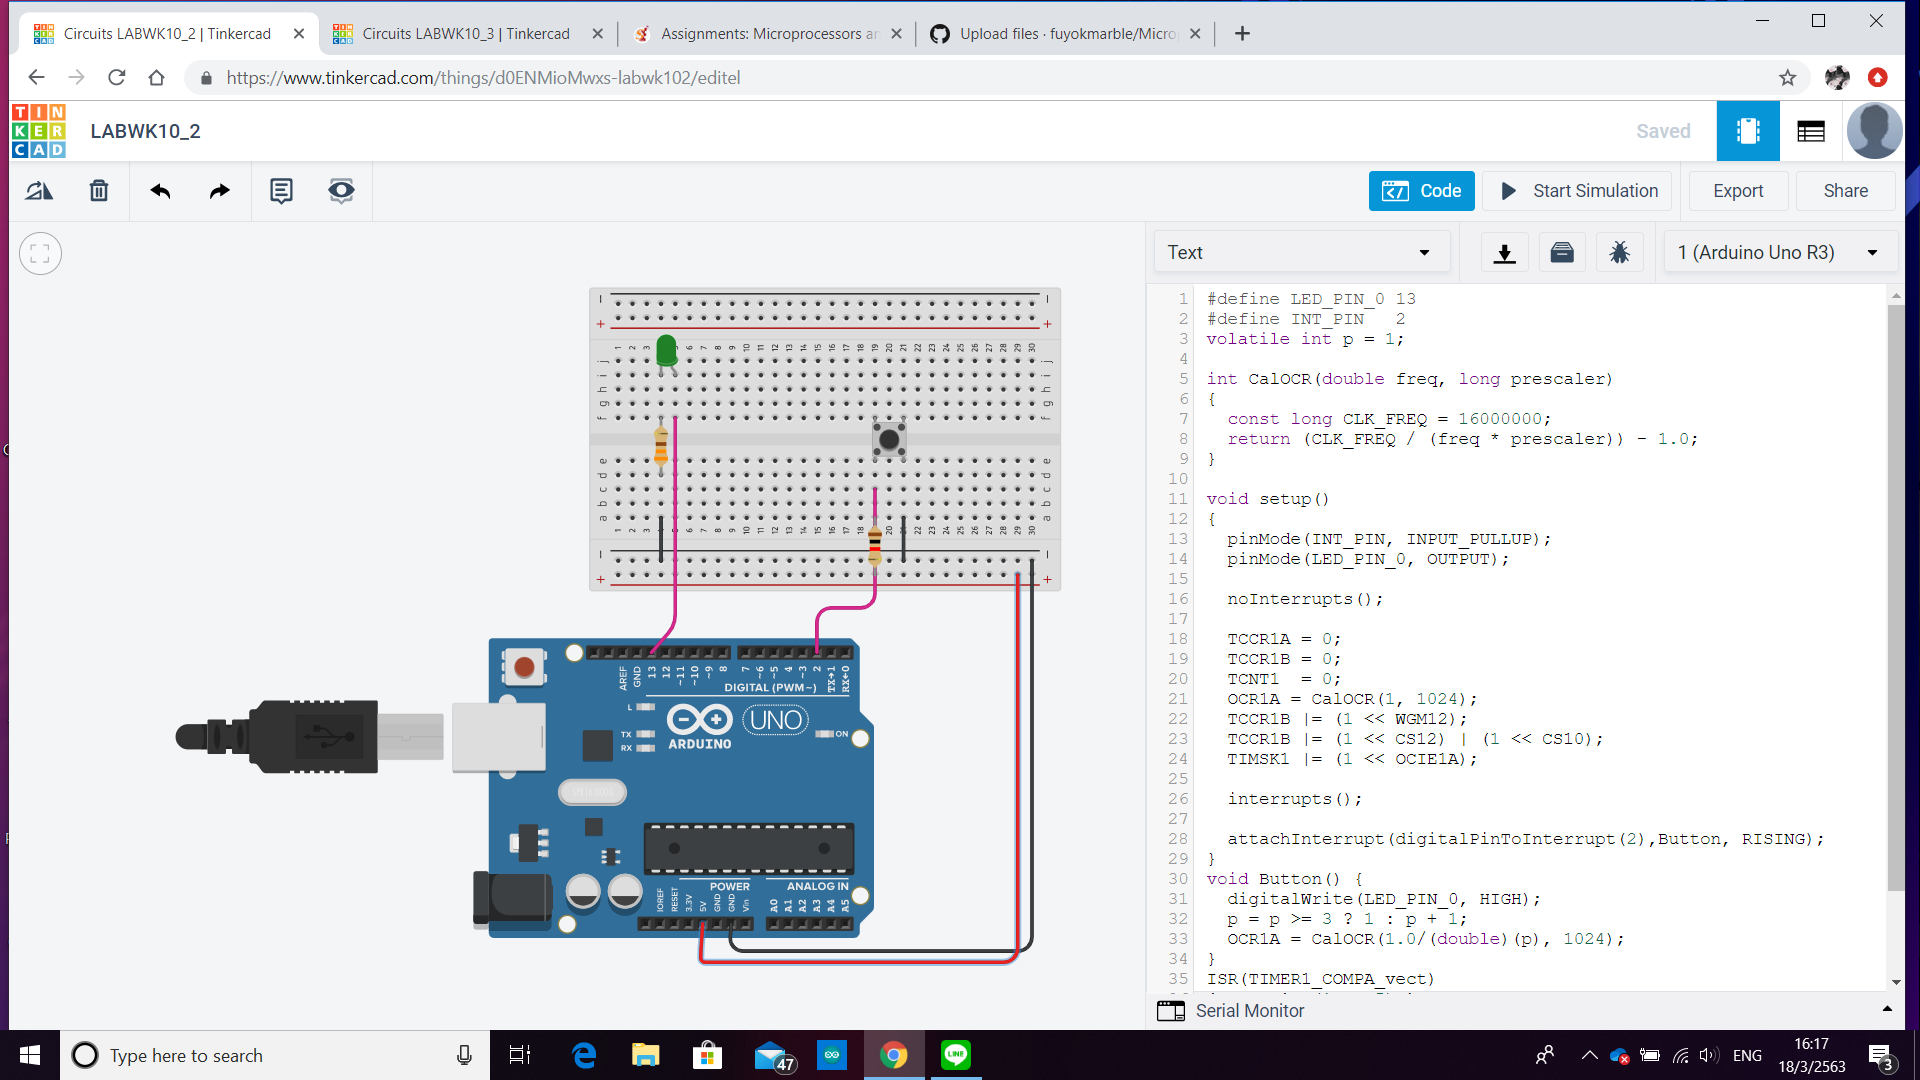 Circuits LABWK10_2 | Tinkercad
Circuits LABWK10_3 | Tinkercad
Assignments: Microprocessors ar
Upload files · fuyokmarble/Micro
https://www.tinkercad.com/things/d0ENMioMwxs-labwk102/editel
TIN
KER
CAD
LABWK10_2
Saved
Code
Start Simulation
Export
Share
Text
1 (Arduino Uno R3)
1 #define LED_PIN_0 13
2 #define INT_PIN   2
3 volatile int p = 1;
4
5 int CalOCR(double freq, long prescaler)
6 {
7   const long CLK_FREQ = 16000000;
8   return (CLK_FREQ / (freq * prescaler)) - 1.0;
9 }
10
11 void setup()
12 {
13   pinMode(INT_PIN, INPUT_PULLUP);
14   pinMode(LED_PIN_0, OUTPUT);
15
16   noInterrupts();
17
18   TCCR1A = 0;
19   TCCR1B = 0;
20   TCNT1  = 0;
21   OCR1A = CalOCR(1, 1024);
22   TCCR1B |= (1 << WGM12);
23   TCCR1B |= (1 << CS12) | (1 << CS10);
24   TIMSK1 |= (1 << OCIE1A);
25
26   interrupts();
27
28   attachInterrupt(digitalPinToInterrupt(2),Button, RISING);
29 }
30 void Button() {
31   digitalWrite(LED_PIN_0, HIGH);
32   p = p >= 3 ? 1 : p + 1;
33   OCR1A = CalOCR(1.0/(double)(p), 1024);
34 }
35 ISR(TIMER1_COMPA_vect)
Serial Monitor
AREF GND 13 12 ~11 ~10 ~9 8 7 ~6 ~5 4 ~3 2 TX→1 RX←0
DIGITAL (PWM~)
L
TX
RX
UNO
ON
ARDUINO
POWER
ANALOG IN
IOREF RESET 3.3V 5V GND GND Vin A0 A1 A2 A3 A4 A5
Type here to search
47
LINE
ENG
16:17
18/3/2563
3